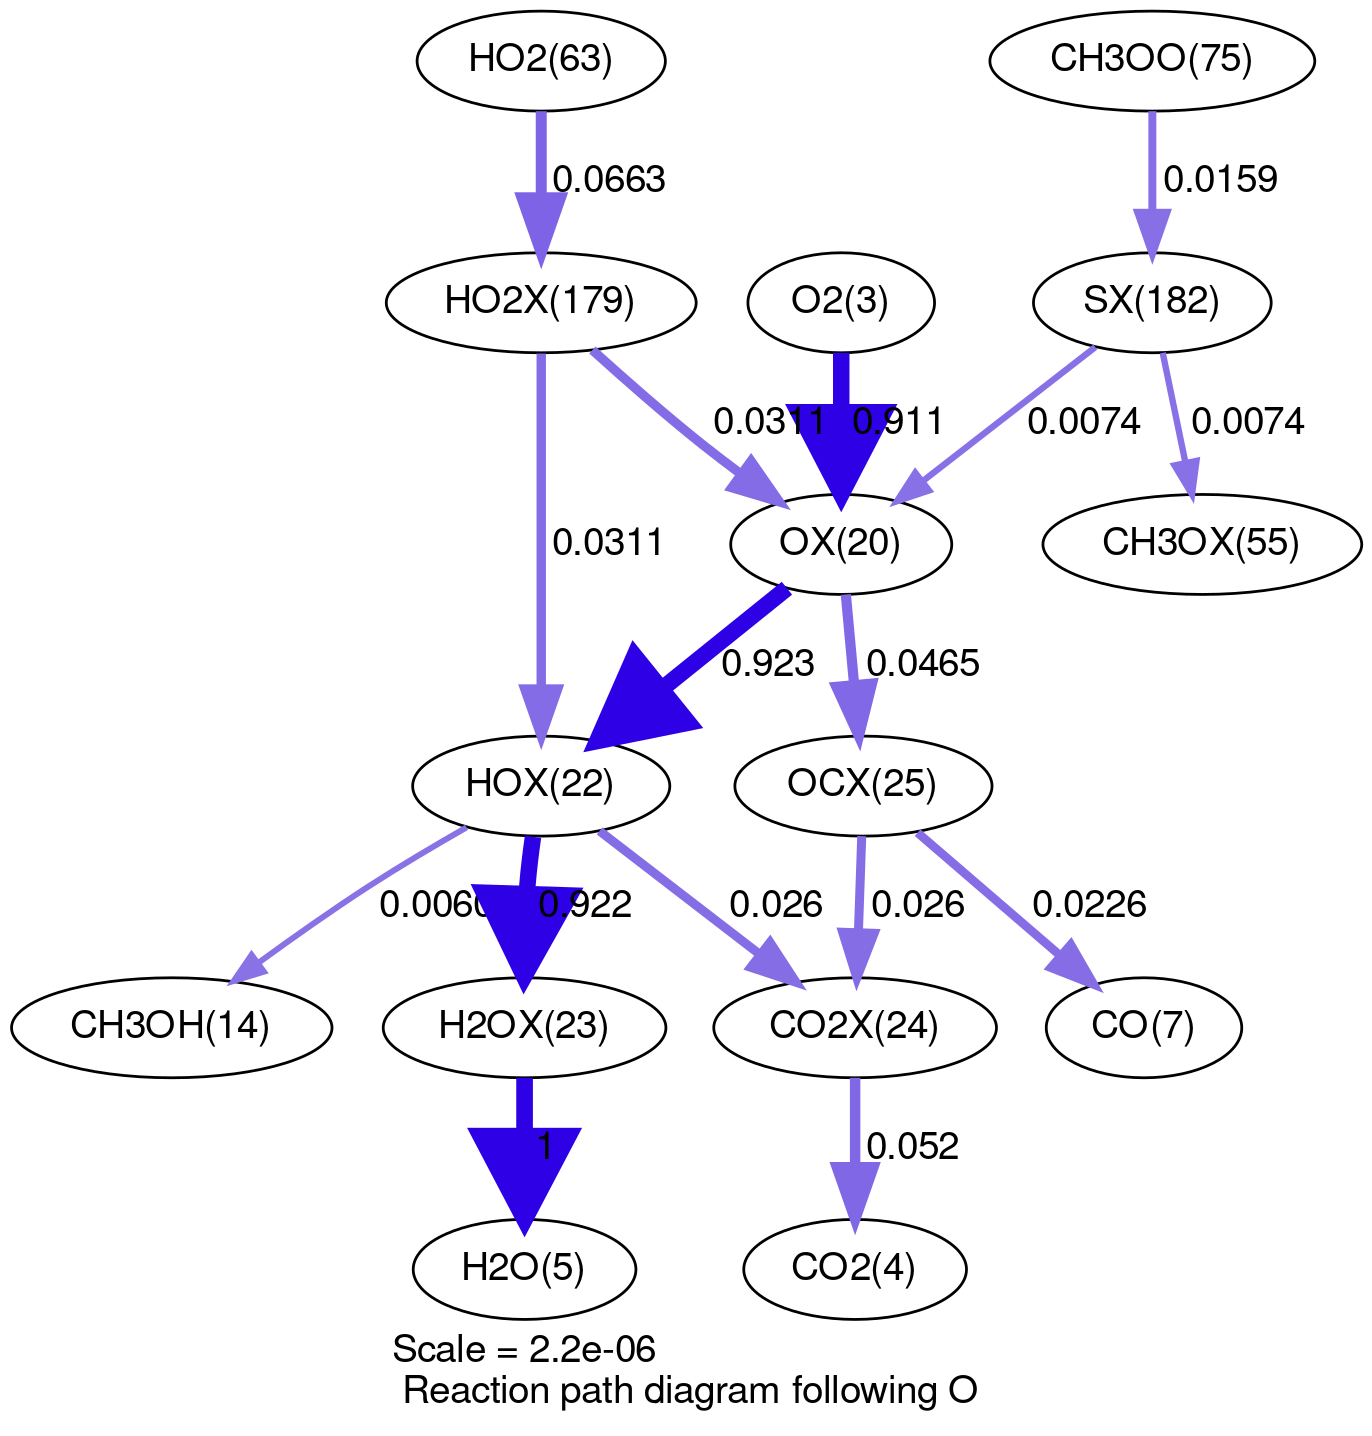 HO2(63)
CH3OO(75)
0.0663
0.0159
HO2X(179)
O2(3)
SX(182)
0.0311
0.911
0.0074
0.0074
0.0311
OX(20)
CH3OX(55)
0.923
0.0465
HOX(22)
OCX(25)
0.922
0.026
0.026
0.0226
CH3OH(14)
H2OX(23)
CO2X(24)
CO(7)
1
0.052
H2O(5)
CO2(4)
Scale = 2.2e-06
Reaction path diagram following O